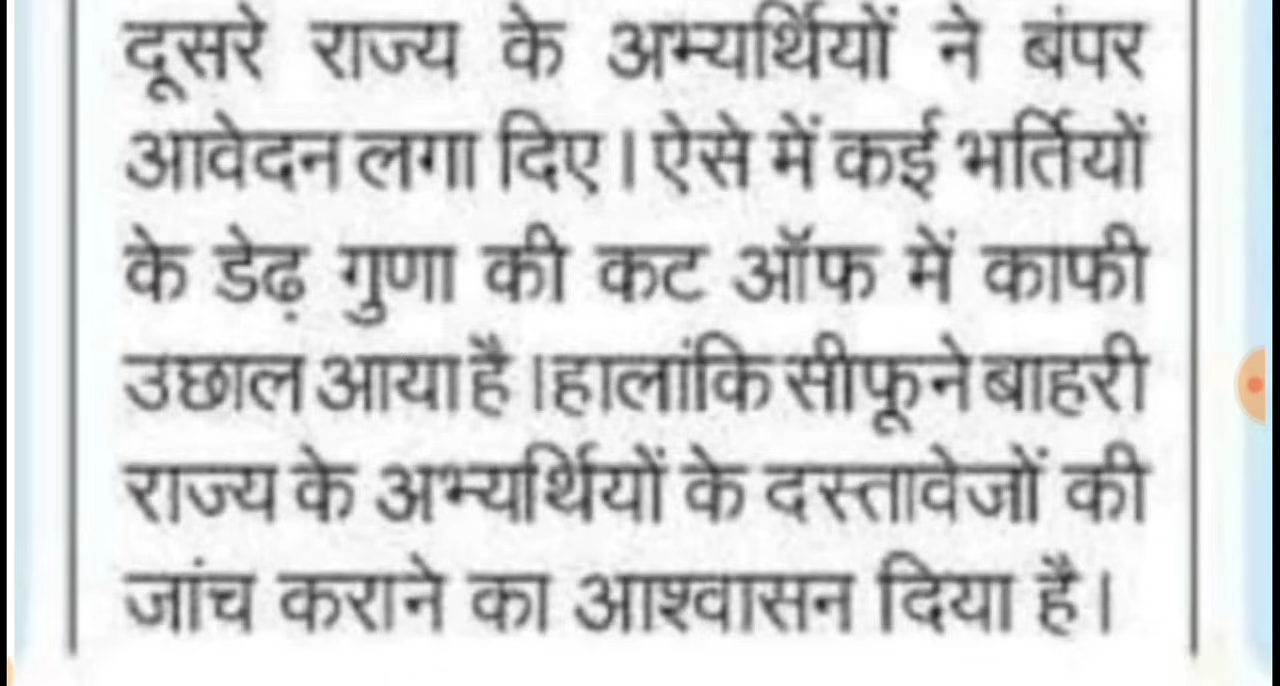 दूसरे राज्य के अभ्यर्थियों ने बंपर
आवेदन लगा दिए। ऐसे में कई भर्तियों
के डेढ़ गुणा की कट ऑफ में काफी
उछाल आया है ।हालांकि सीफू ने बाहरी
राज्य के अभ्यर्थियों के दस्तावेजों की
जांच कराने का आश्वासन दिया है।